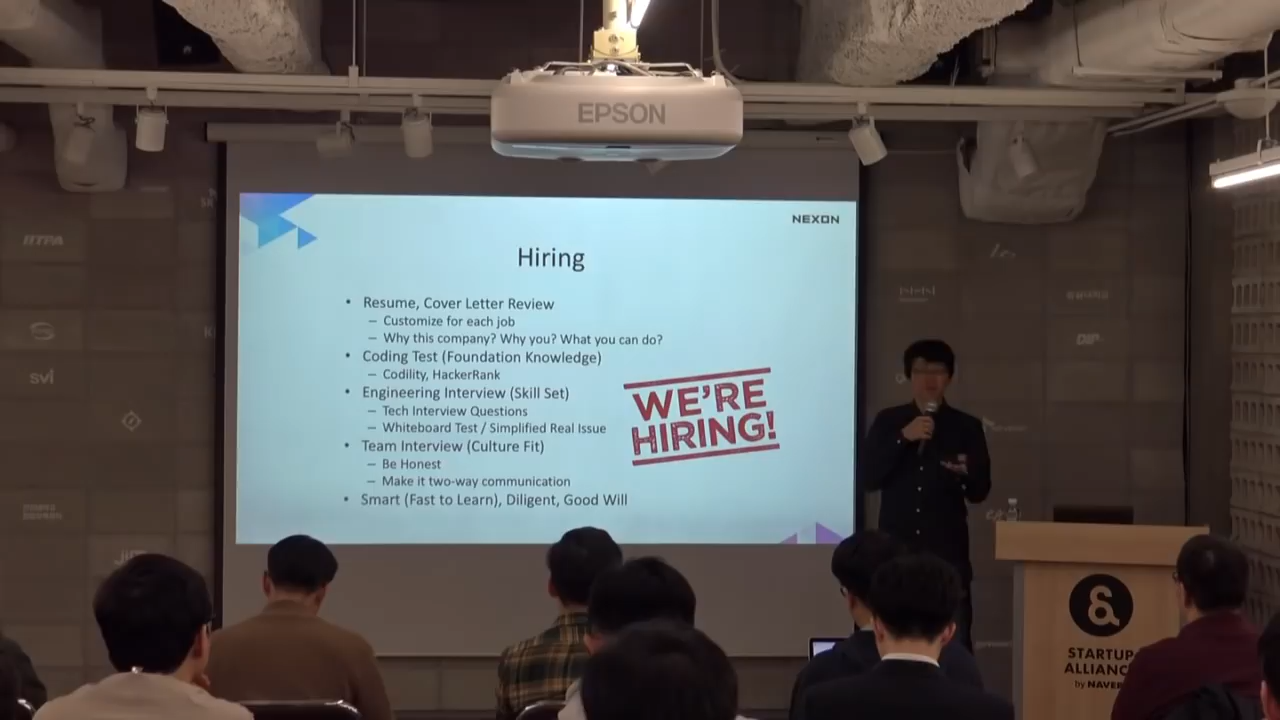 EPSON
NEXON
Hiring
• Resume, Cover Letter Review
– Customize for each job
– Why this company? Why you? What you can do?
• Coding Test (Foundation Knowledge)
– Codility, HackerRank
• Engineering Interview (Skill Set)
– Tech Interview Questions
– Whiteboard Test / Simplified Real Issue
• Team Interview (Culture Fit)
– Be Honest
– Make it two-way communication
• Smart (Fast to Learn), Diligent, Good Will
WE'RE
HIRING!
IITPA
svl
STARTUP
ALLIANC
by NAVER